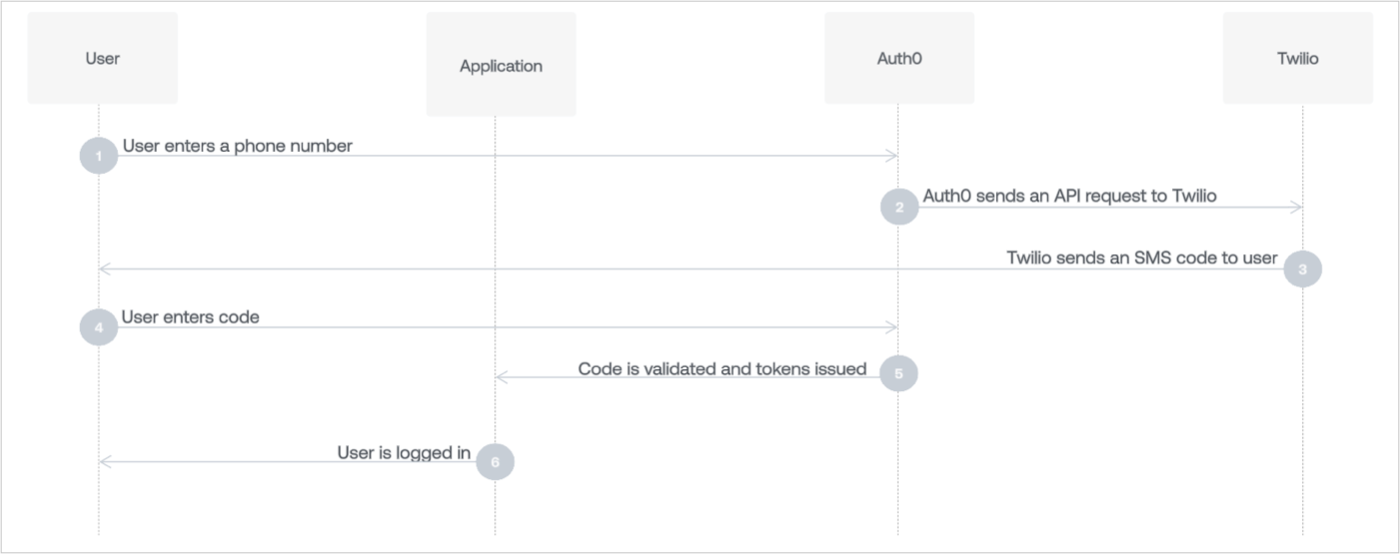 User
Application
Auth0
Twilio
1 User enters a phone number
2 Auth0 sends an API request to Twilio
Twilio sends an SMS code to user 3
4 User enters code
Code is validated and tokens issued 5
User is logged in 6